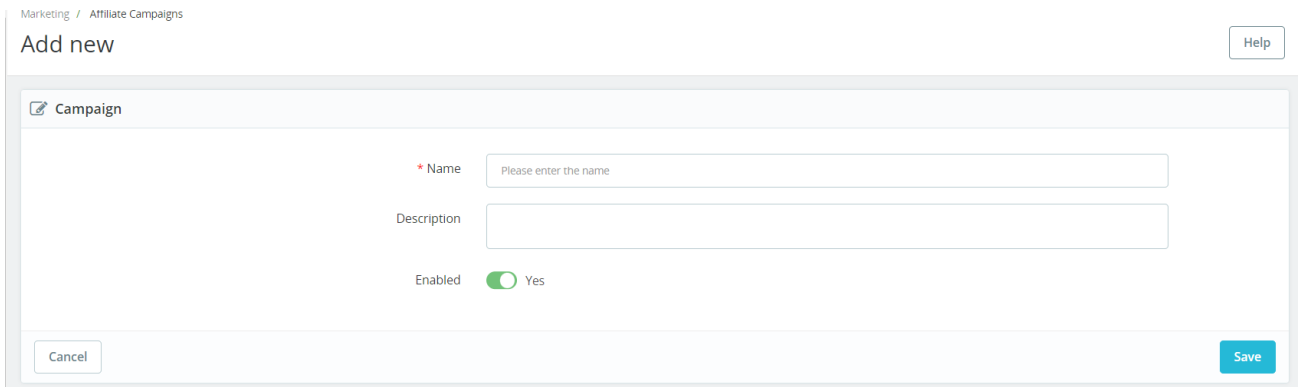 Marketing / Affiliate Campaigns
Add new
Help
Campaign
* Name
Please enter the name
Description
Enabled
Yes
Cancel
Save